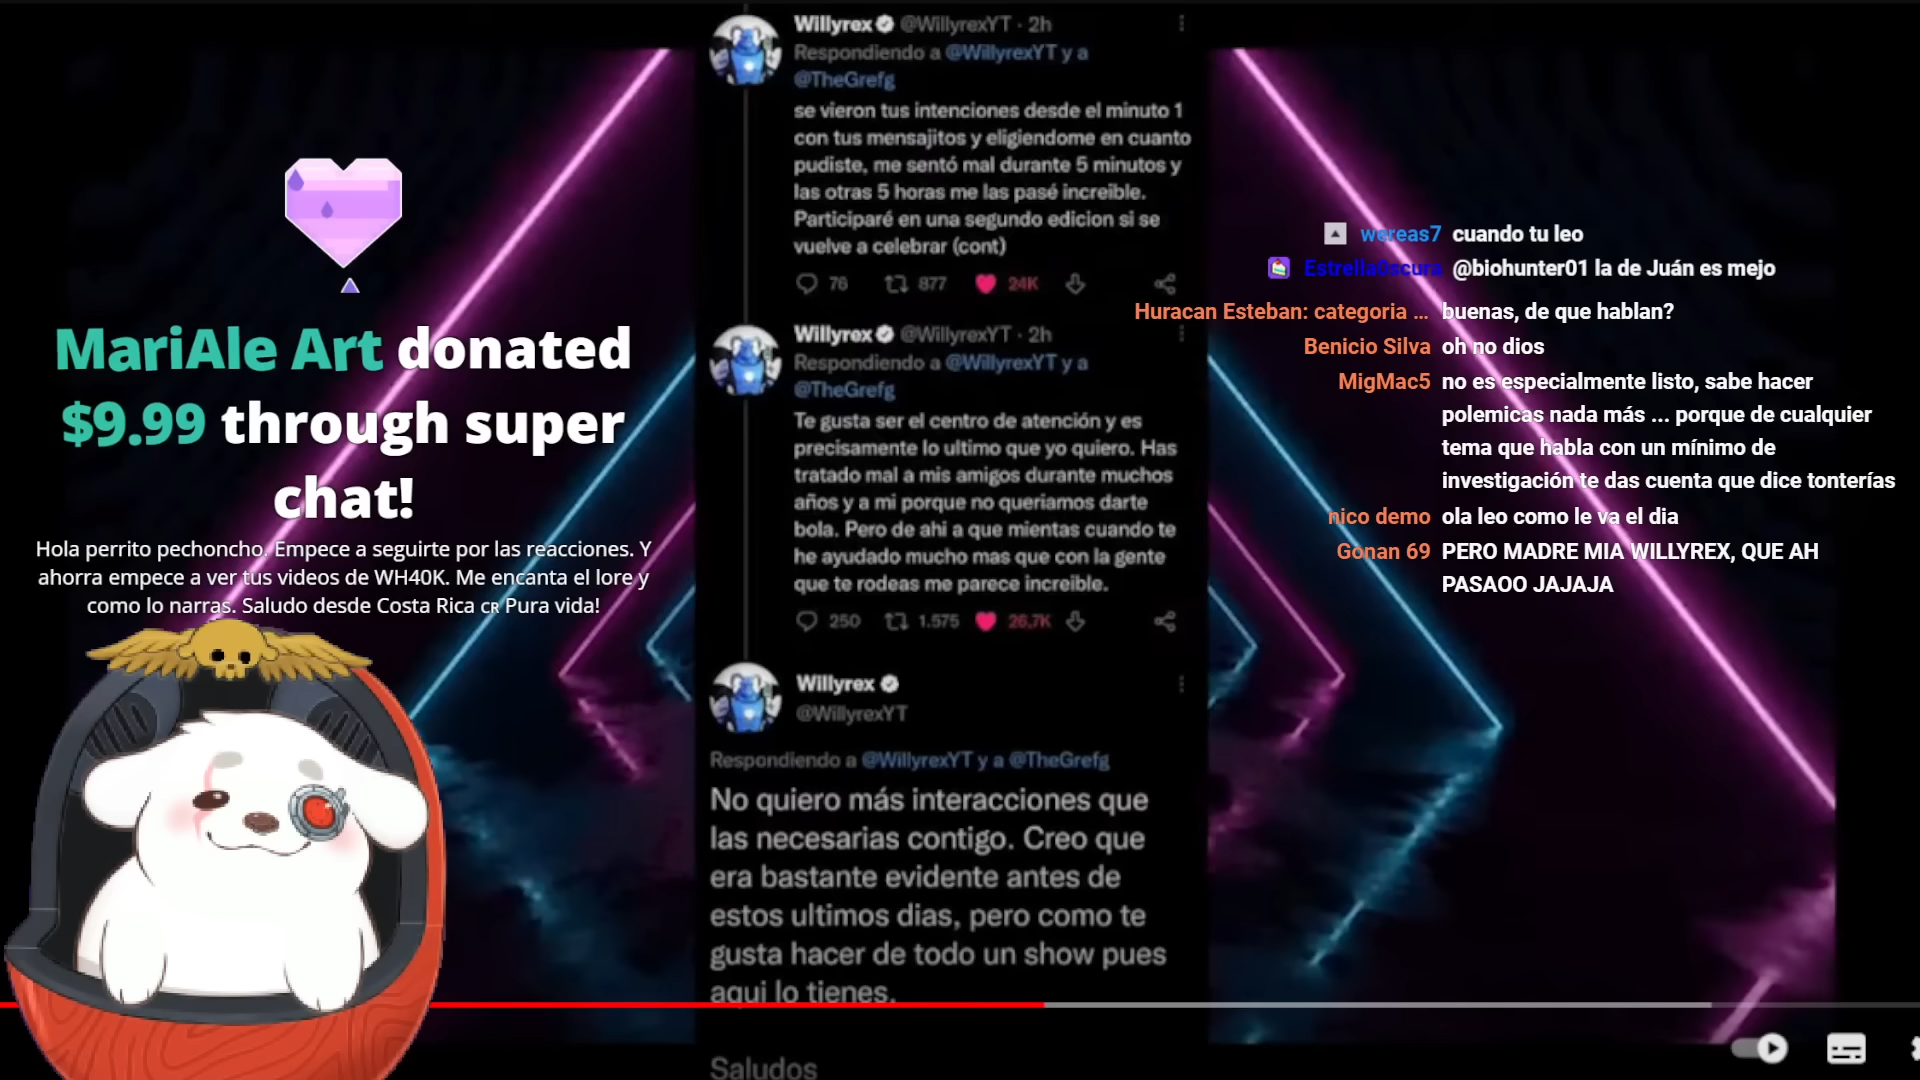 Willyrex @WillyrexYT · 2h
Respondiendo a @WillyrexYT y a
@TheGrefg
se vieron tus intenciones desde el minuto 1
con tus mensajitos y eligiendome en cuanto
pudiste, me sentó mal durante 5 minutos y
las otras 5 horas me las pasé increible.
Participaré en una segundo edicion si se
vuelve a celebrar (cont)
76 877 24K
Willyrex @WillyrexYT · 2h
Respondiendo a @WillyrexYT y a
@TheGrefg
Te gusta ser el centro de atención y es
precisamente lo ultimo que yo quiero. Has
tratado mal a mis amigos durante muchos
años y a mi porque no queriamos darte
bola. Pero de ahi a que mientas cuando te
he ayudado mucho mas que con la gente
que te rodeas me parece increible.
250 1.575 26,7K
Willyrex
@WillyrexYT
Respondiendo a @WillyrexYT y a @TheGrefg
No quiero más interacciones que
las necesarias contigo. Creo que
era bastante evidente antes de
estos ultimos dias, pero como te
gusta hacer de todo un show pues
aqui lo tienes.
Saludos
MariAle Art donated
$9.99 through super
chat!
Hola perrito pechoncho. Empece a seguirte por las reacciones. Y
ahorra empece a ver tus videos de WH40K. Me encanta el lore y
como lo narras. Saludo desde Costa Rica CR Pura vida!
wereas7 cuando tu leo
Estrella0scura @biohunter01 la de Juán es mejo
Huracan Esteban: categoria ... buenas, de que hablan?
Benicio Silva oh no dios
MigMac5 no es especialmente listo, sabe hacer
polemicas nada más ... porque de cualquier
tema que habla con un mínimo de
investigación te das cuenta que dice tonterías
nico demo ola leo como le va el dia
Gonan 69 PERO MADRE MIA WILLYREX, QUE AH
PASAOO JAJAJA